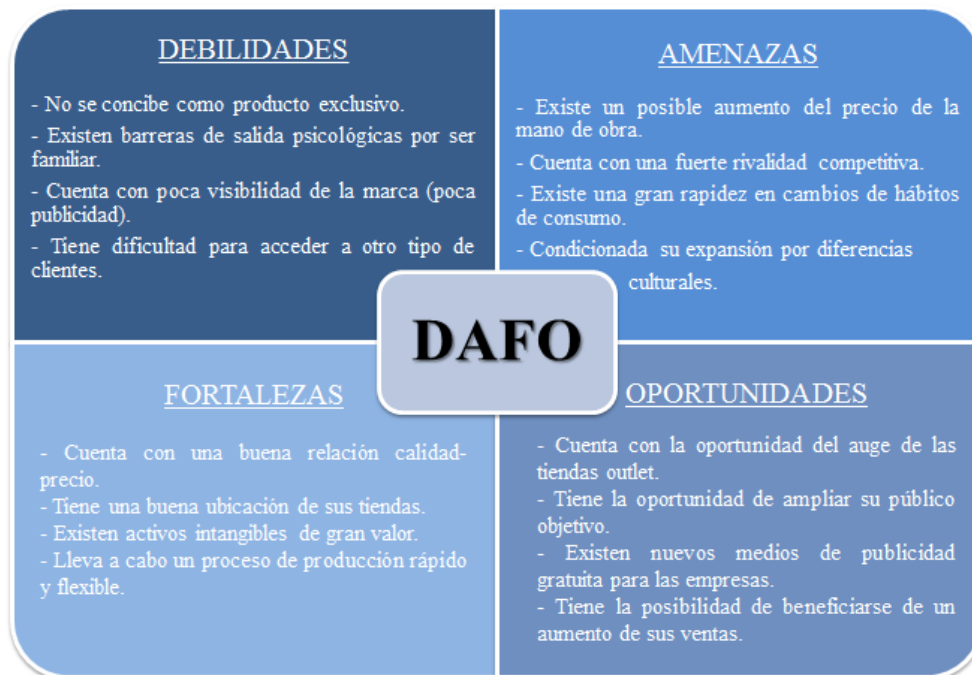 DEBILIDADES
- No se concibe como producto exclusivo.
- Existen barreras de salida psicológicas por ser
familiar.
- Cuenta con poca visibilidad de la marca (poca
publicidad).
- Tiene dificultad para acceder a otro tipo de
clientes.
AMENAZAS
- Existe un posible aumento del precio de la
mano de obra.
- Cuenta con una fuerte rivalidad competitiva.
- Existe una gran rapidez en cambios de hábitos
de consumo.
- Condicionada su expansión por diferencias
culturales.
DAFO
FORTALEZAS
- Cuenta con una buena relación calidad-
precio.
- Tiene una buena ubicación de sus tiendas.
- Existen activos intangibles de gran valor.
- Lleva a cabo un proceso de producción rápido
y flexible.
OPORTUNIDADES
- Cuenta con la oportunidad del auge de las
tiendas outlet.
- Tiene la oportunidad de ampliar su público
objetivo.
- Existen nuevos medios de publicidad
gratuita para las empresas.
- Tiene la posibilidad de beneficiarse de un
aumento de sus ventas.